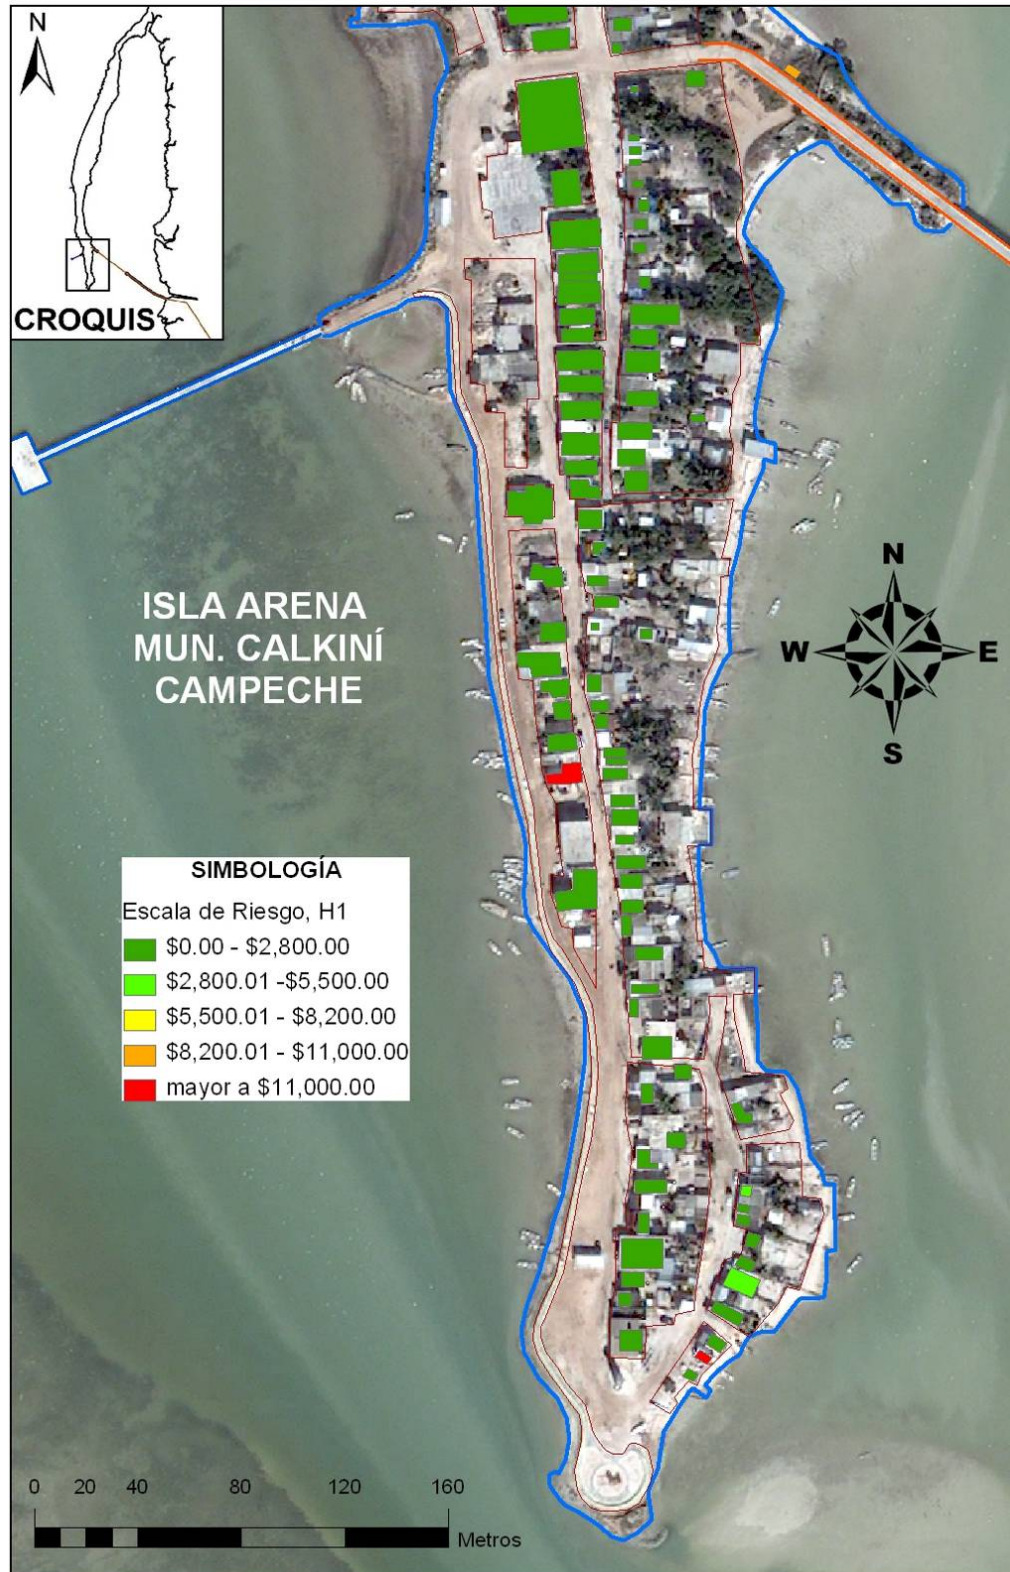 N
CROQUIS
ISLA ARENA
MUN. CALKINÍ
CAMPECHE
N
W
E
S
SIMBOLOGÍA
Escala de Riesgo, H1
$0.00 - $2,800.00
$2,800.01 -$5,500.00
$5,500.01 - $8,200.00
$8,200.01 - $11,000.00
mayor a $11,000.00
0 20 40 80 120 160
Metros